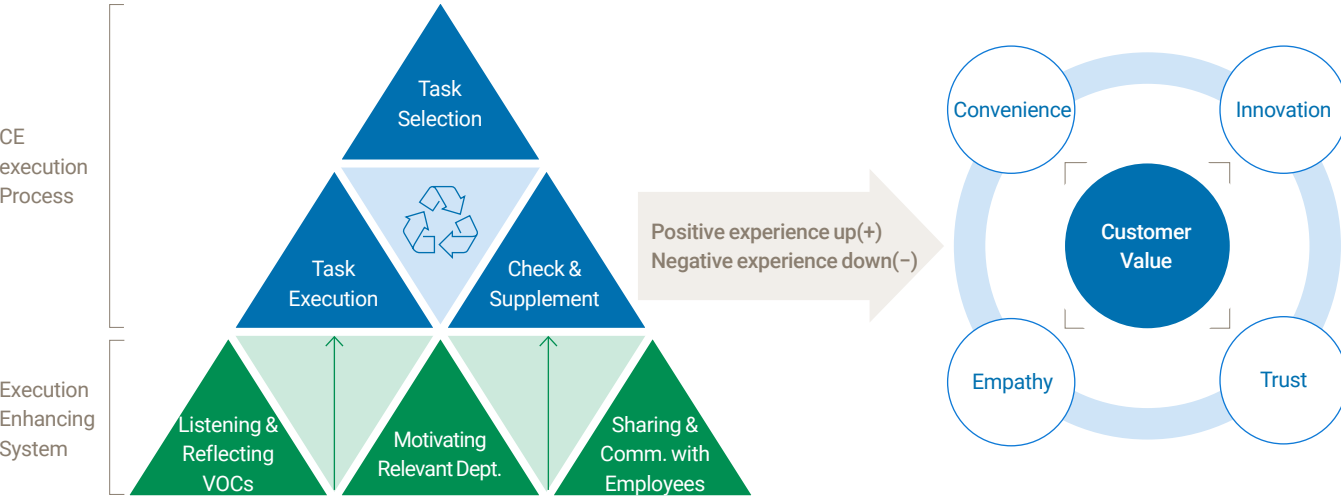 CE
execution
Process
Task
Selection
Task
Execution
Check &
Supplement
Execution
Enhancing
System
Listening &
Reflecting
VOCs
Motivating
Relevant Dept.
Sharing &
Comm. with
Employees
Positive experience up(+)
Negative experience down(−)
Convenience
Innovation
Customer
Value
Empathy
Trust